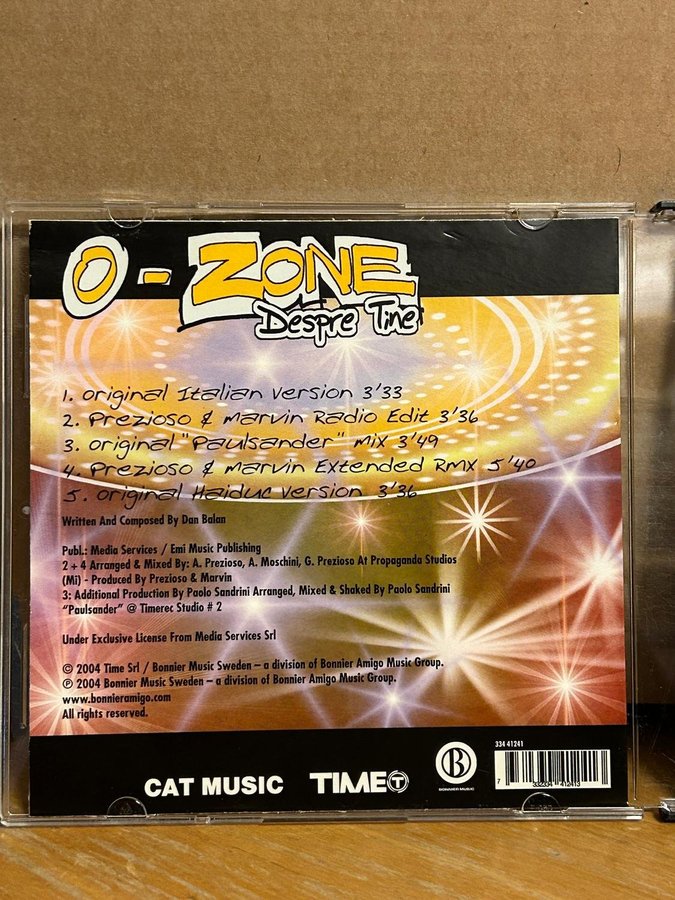 O-ZONE
Despre Tine
1. Original Italian Version 3'33
2. Prezioso & Marvin Radio Edit 3'36
3. Original "Paulsander" Mix 3'49
4. Prezioso & Marvin Extended Rmx 5'40
5. Original Haiduc Version 3'36
Written And Composed By Dan Balan
Publ.: Media Services / Emi Music Publishing
2 + 4 Arranged & Mixed By: A. Prezioso, A. Moschini, G. Prezioso At Propaganda Studios
(Mi) - Produced By Prezioso & Marvin
3: Additional Production By Paolo Sandrini Arranged, Mixed & Shaked By Paolo Sandrini
"Paulsander" @ Timerec Studio # 2
Under Exclusive License From Media Services Srl
© 2004 Time Srl / Bonnier Music Sweden – a division of Bonnier Amigo Music Group.
℗ 2004 Bonnier Music Sweden – a division of Bonnier Amigo Music Group.
www.bonnieramigo.com
All rights reserved.
CAT MUSIC
TIME T
B
BONNIER MUSIC
334 41241
7 332334 412413